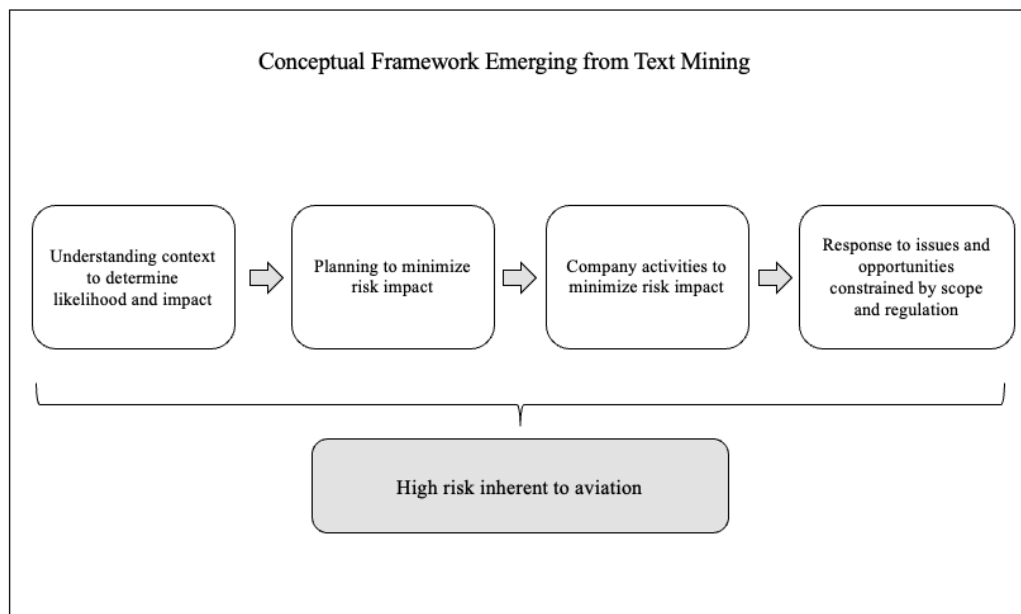 Conceptual Framework Emerging from Text Mining
Understanding context
to determine
likelihood and impact
Planning to minimize
risk impact
Company activities to
minimize risk impact
Response to issues and
opportunities
constrained by scope
and regulation
High risk inherent to aviation